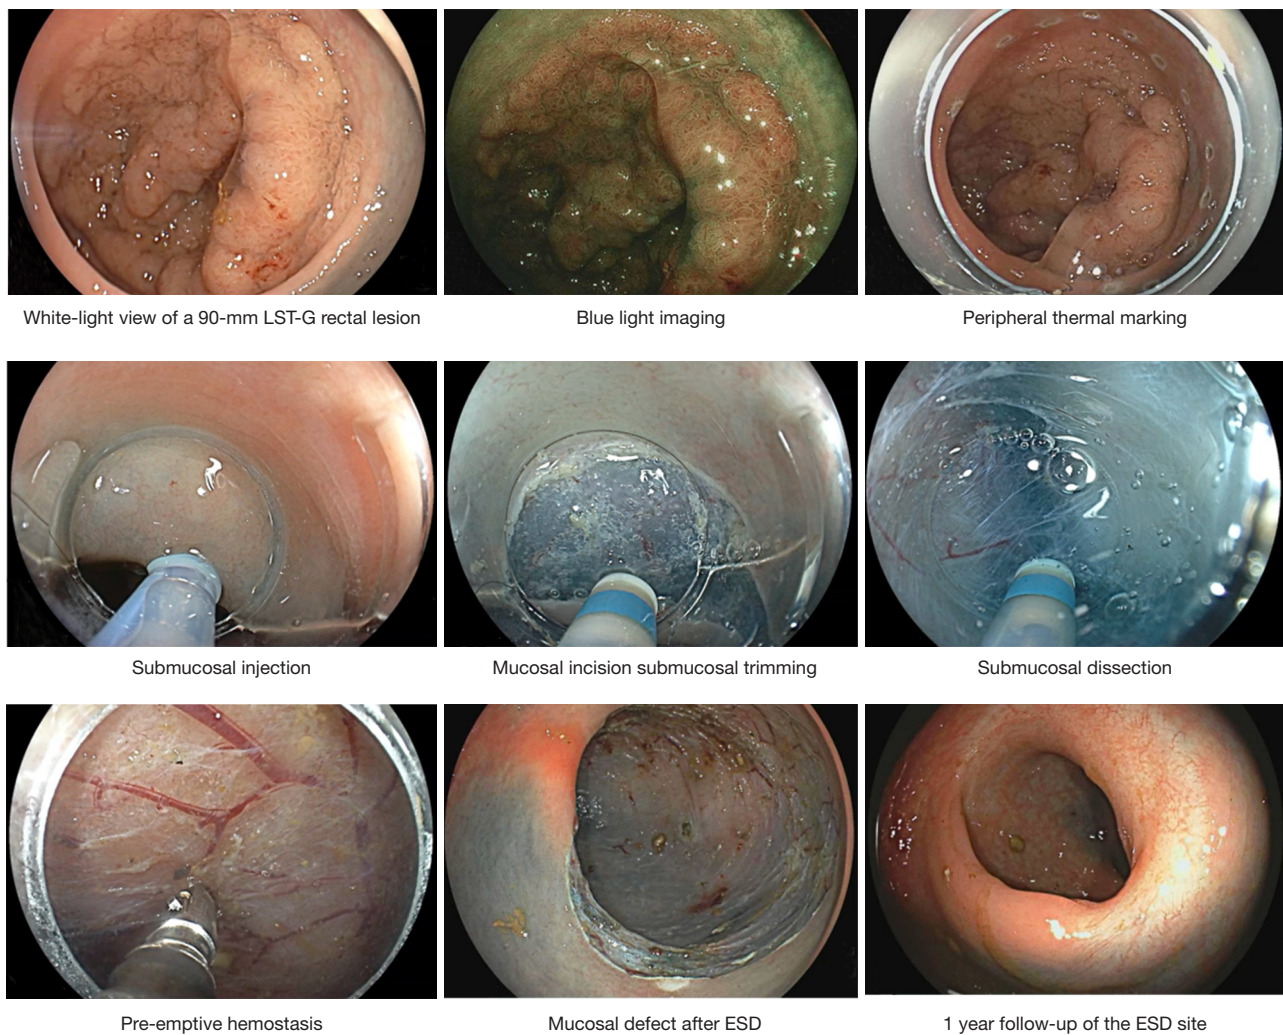 White-light view of a 90-mm LST-G rectal lesion
Blue light imaging
Peripheral thermal marking
Submucosal injection
Mucosal incision submucosal trimming
Submucosal dissection
Pre-emptive hemostasis
Mucosal defect after ESD
1 year follow-up of the ESD site